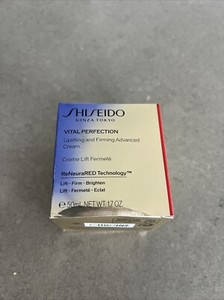 SHISEIDO
GINZA TOKYO
VITAL PERFECTION
Uplifting and Firming Advanced
Cream
Crème Lift Fermeté
ReNeuraRED Technology™
Lift - Firm - Brighten
Lift - Fermeté - Eclat
50mL NET WT. 1.7 OZ.